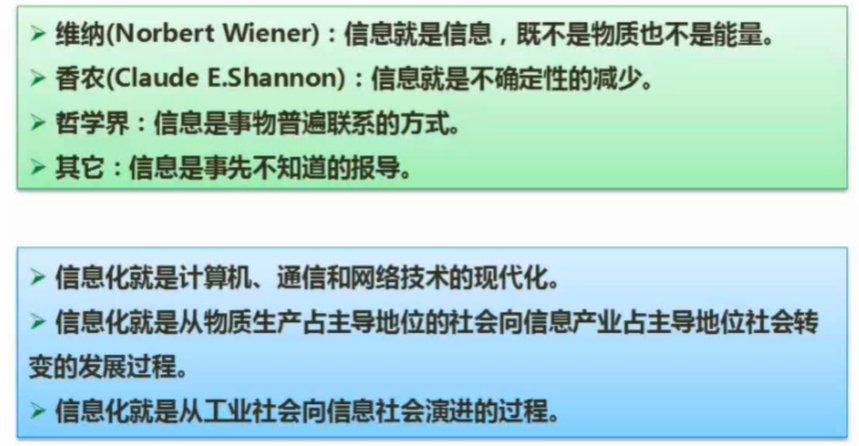 ➢ 维纳(Norbert Wiener)：信息就是信息，既不是物质也不是能量。
➢ 香农(Claude E.Shannon)：信息就是不确定性的减少。
➢ 哲学界：信息是事物普遍联系的方式。
➢ 其它：信息是事先不知道的报导。
➢ 信息化就是计算机、通信和网络技术的现代化。
➢ 信息化就是从物质生产占主导地位的社会向信息产业占主导地位社会转
变的发展过程。
➢ 信息化就是从工业社会向信息社会演进的过程。